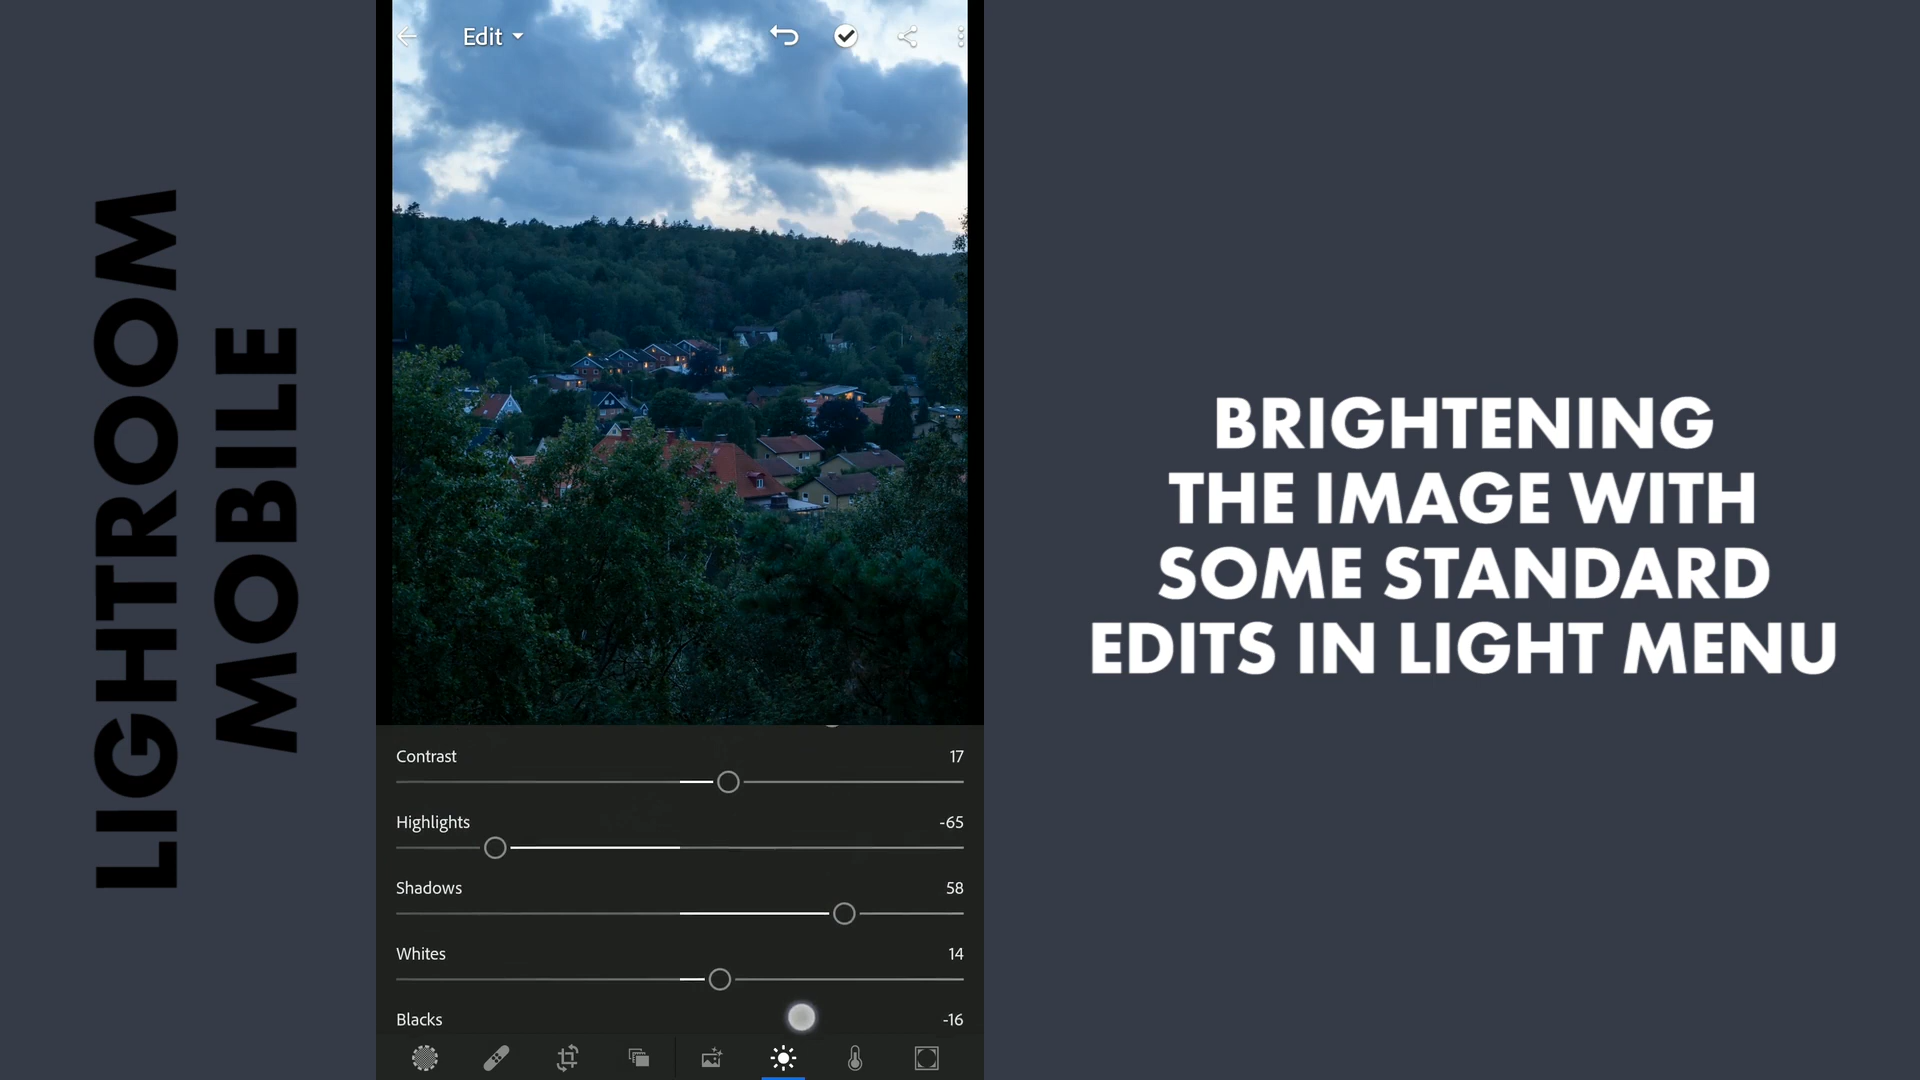 LIGHTROOM
MOBILE
Edit
Contrast 17
Highlights -65
Shadows 58
Whites 14
Blacks -16
BRIGHTENING
THE IMAGE WITH
SOME STANDARD
EDITS IN LIGHT MENU